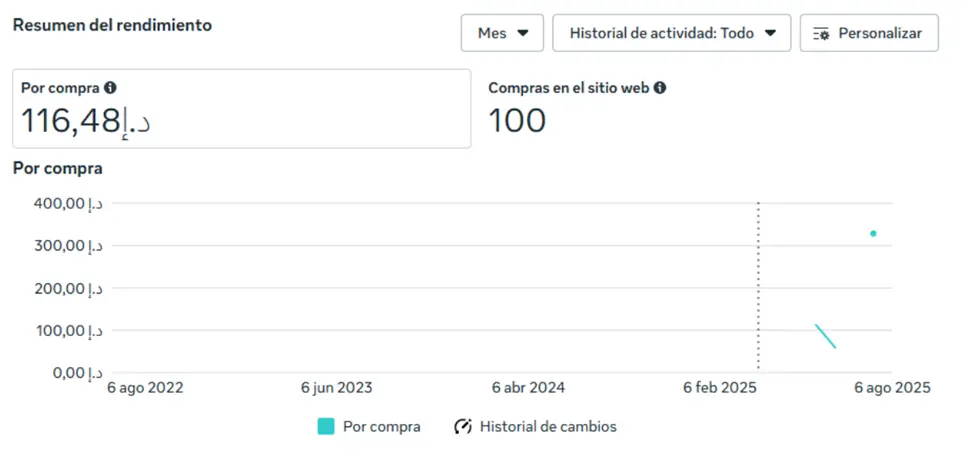 Resumen del rendimiento
Mes
Historial de actividad: Todo
Personalizar
Por compra
Compras en el sitio web
116,48د.إ
100
Por compra
400,00 د.إ
300,00 د.إ
200,00 د.إ
100,00 د.إ
0,00 د.إ
6 ago 2022
6 jun 2023
6 abr 2024
6 feb 2025
6 ago 2025
Por compra
Historial de cambios